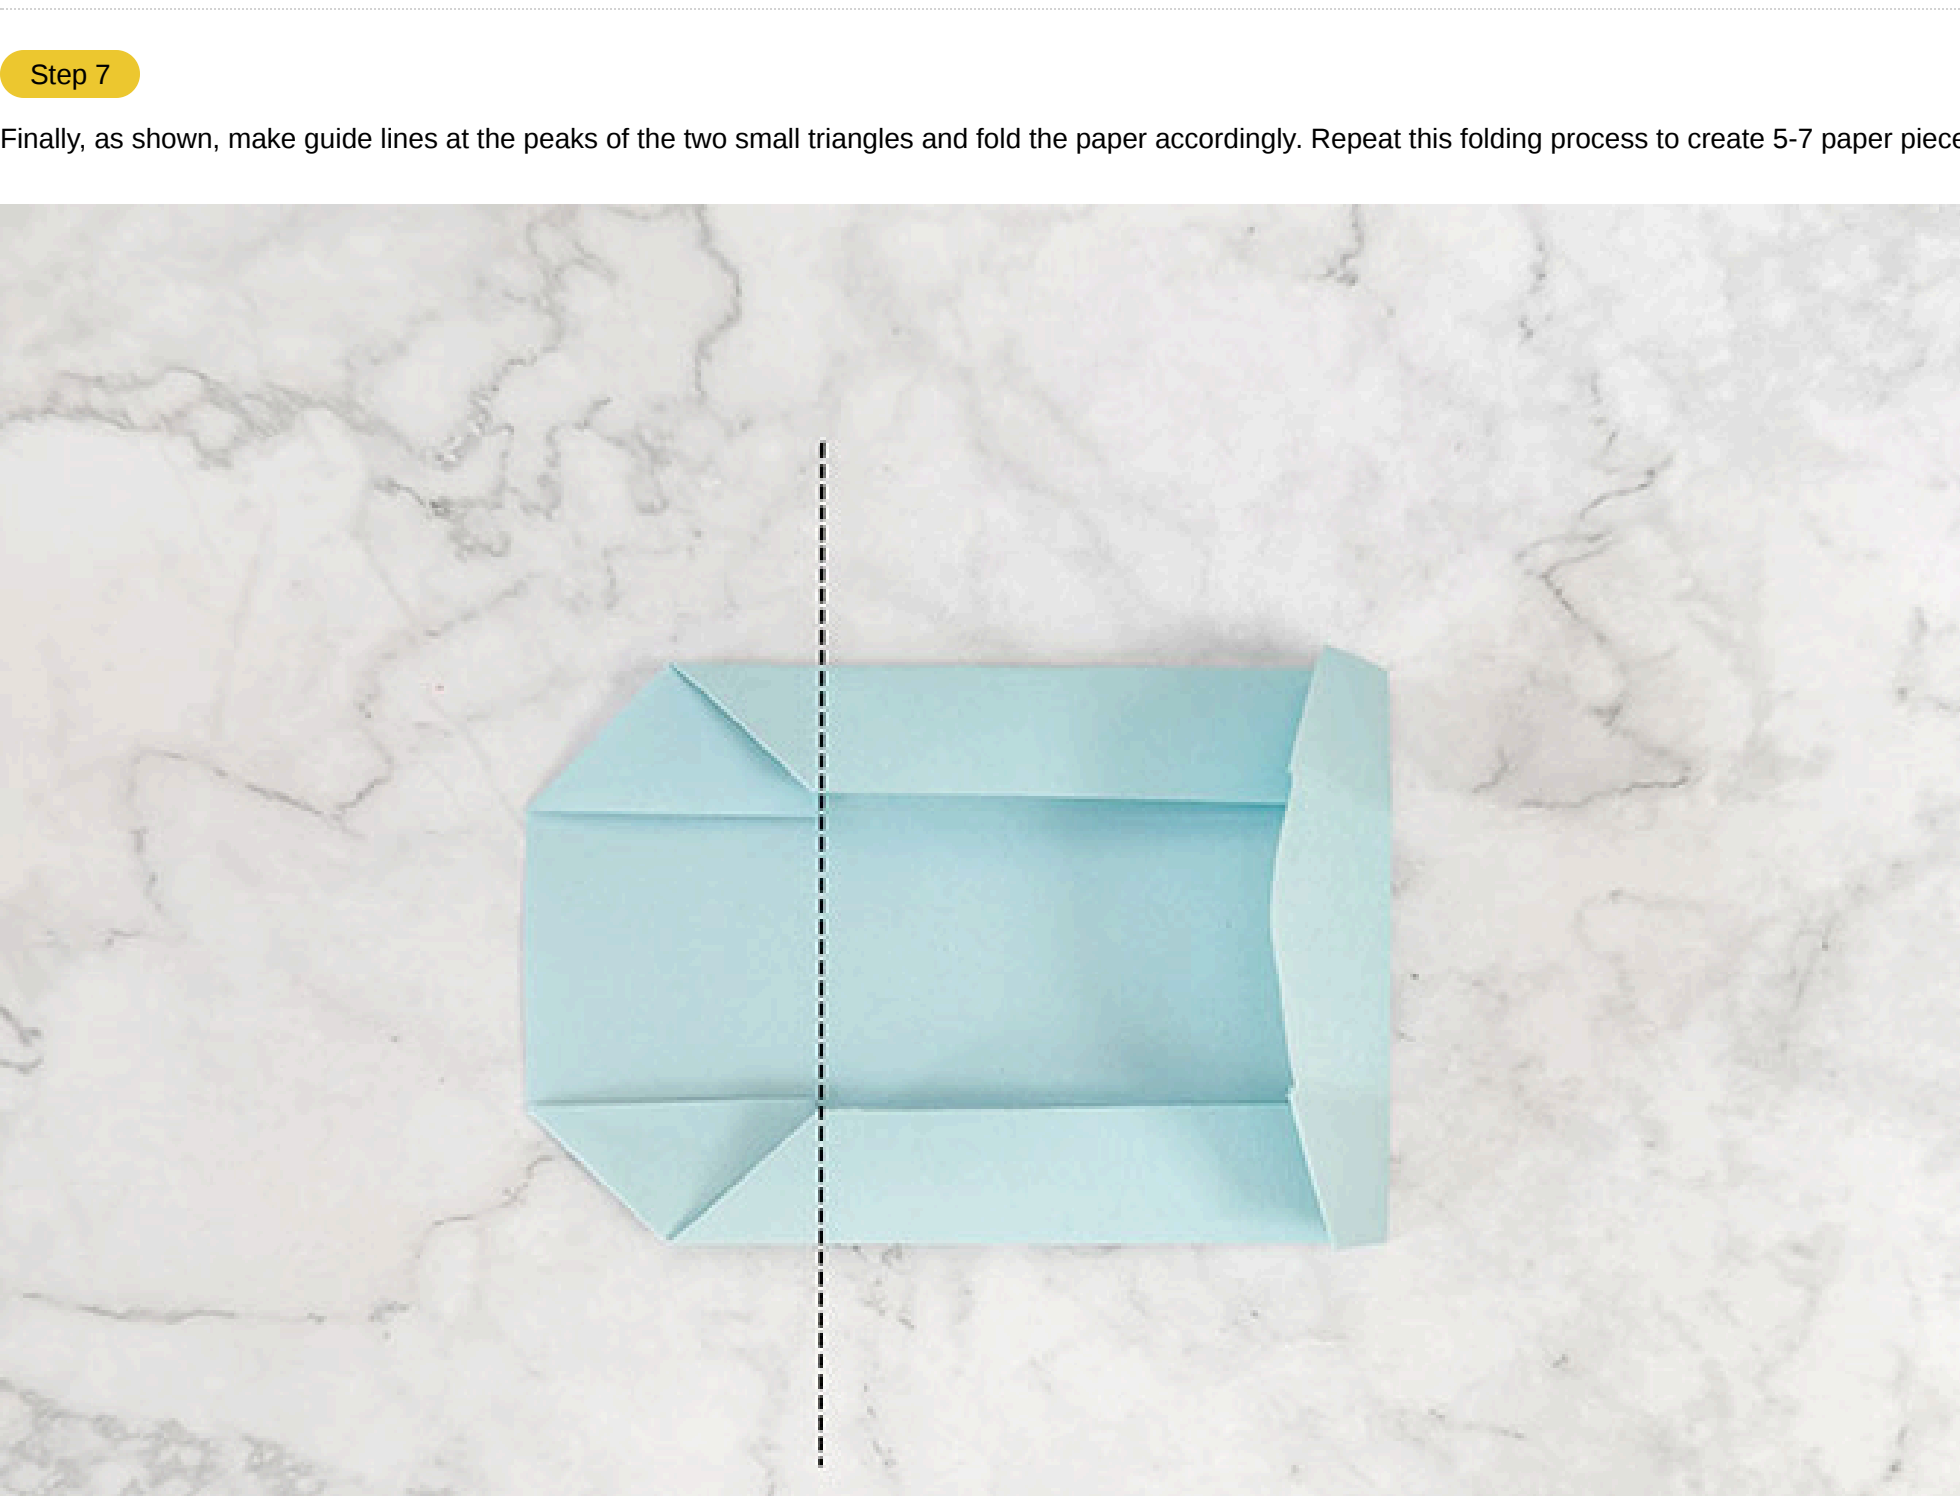 Step 7
Finally, as shown, make guide lines at the peaks of the two small triangles and fold the paper accordingly. Repeat this folding process to create 5-7 paper